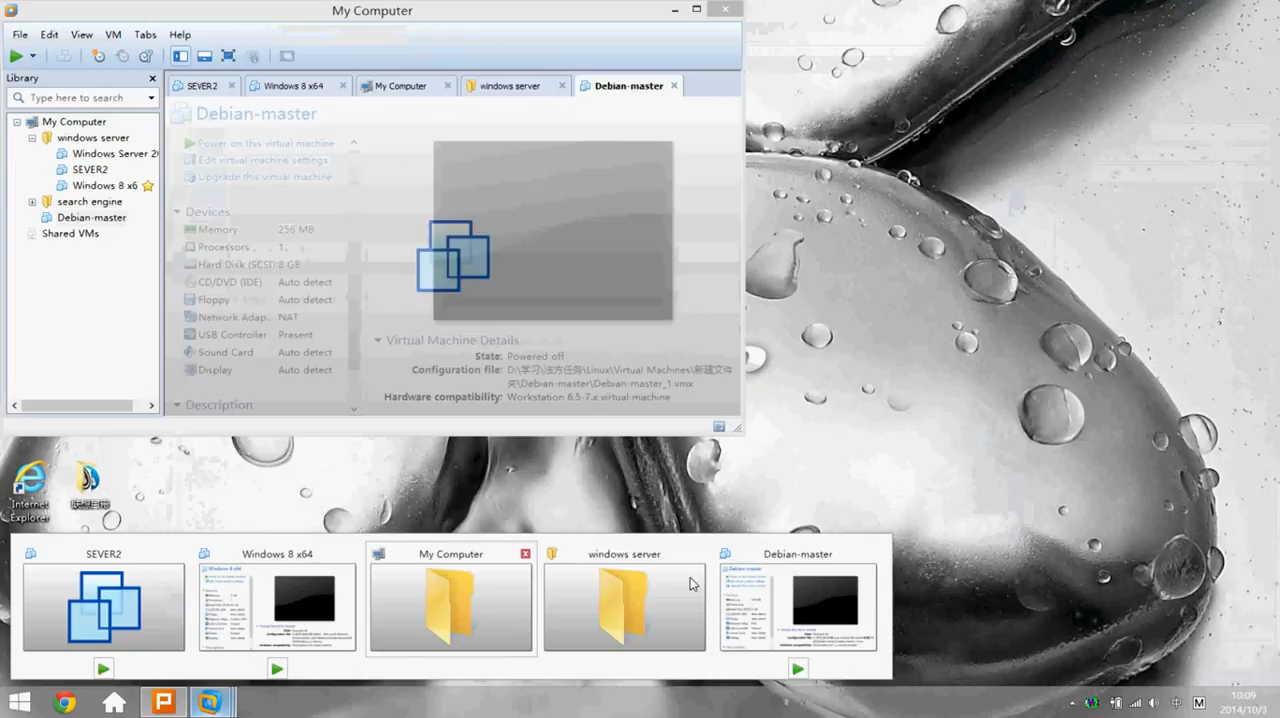 My Computer
File Edit View VM Tabs Help
Library
Type here to search
My Computer
windows server
Windows Server 2
SEVER2
Windows 8 x6
search engine
Debian-master
Shared VMs
SEVER2
Windows 8 x64
My Computer
windows server
Debian-master
Debian-master
Power on this virtual machine
Edit virtual machine settings
Upgrade this virtual machine
Devices
Memory 256 MB
Processors 1
Hard Disk (SCSI) 8 GB
CD/DVD (IDE) Auto detect
Floppy Auto detect
Network Adap... NAT
USB Controller Present
Sound Card Auto detect
Display Auto detect
Description
Virtual Machine Details
State: Powered off
Configuration file: D:\学习\法方任务\Linux\Virtual Machines\新建文件
夹\Debian-master\Debian-master_1.vmx
Hardware compatibility: Workstation 6.5-7.x virtual machine
Internet
Explorer
SEVER2
Windows 8 x64
My Computer
windows server
Debian-master
中
M
10:09
2014/10/3